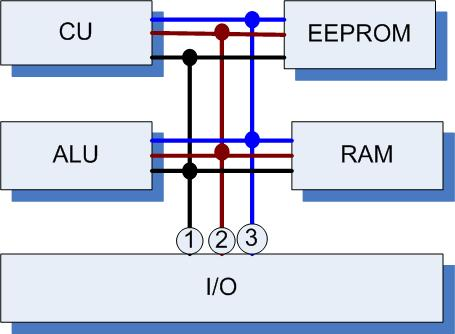 CU
EEPROM
ALU
RAM
1 2 3
I/O